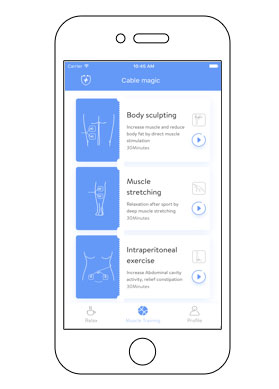 Carrier
10:45 AM
Cable magic
Body sculpting
Increase muscle and reduce
body fat by direct muscle
stimulation
30Minutes
Muscle
stretching
Relaxation after sport by
deep muscle stretching
30Minutes
Intraperitoneal
exercise
Increase Abdominal cavity
activity, relief constipation
30Minutes
Relax
Muscle Training
Profile